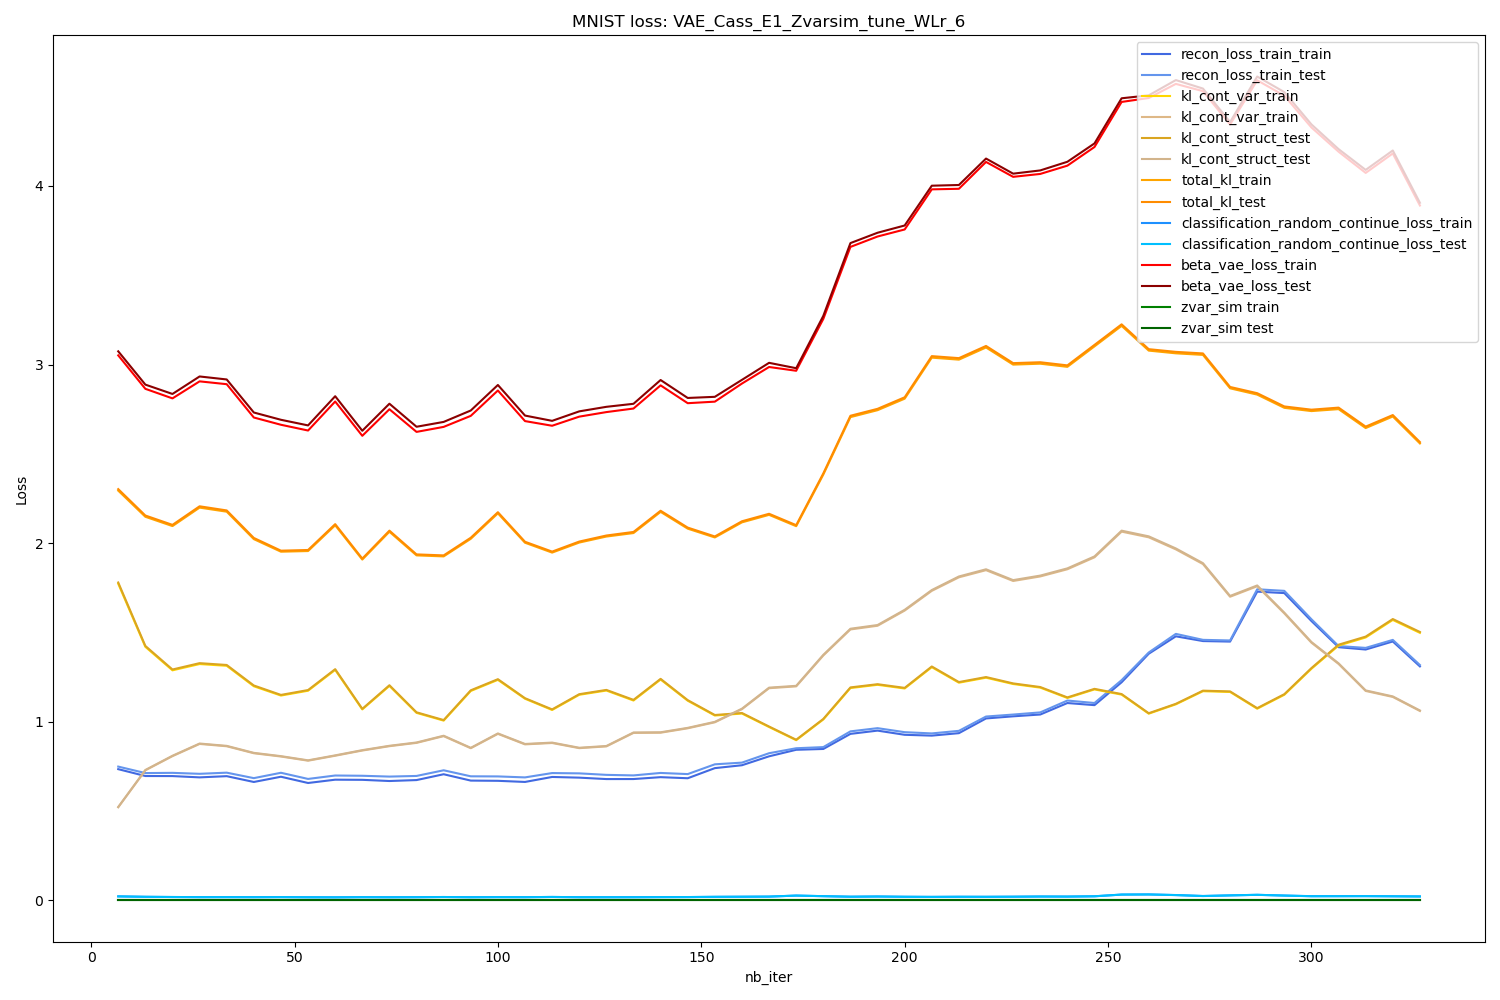 MNIST loss: VAE_Cass_E1_Zvarsim_tune_WLr_6
recon_loss_train_train
recon_loss_train_test
kl_cont_var_train
kl_cont_var_train
kl_cont_struct_test
kl_cont_struct_test
total_kl_train
total_kl_test
classification_random_continue_loss_train
classification_random_continue_loss_test
beta_vae_loss_train
beta_vae_loss_test
zvar_sim train
zvar_sim test
4
3
2
1
0
Loss
0 50 100 150 200 250 300
nb_iter